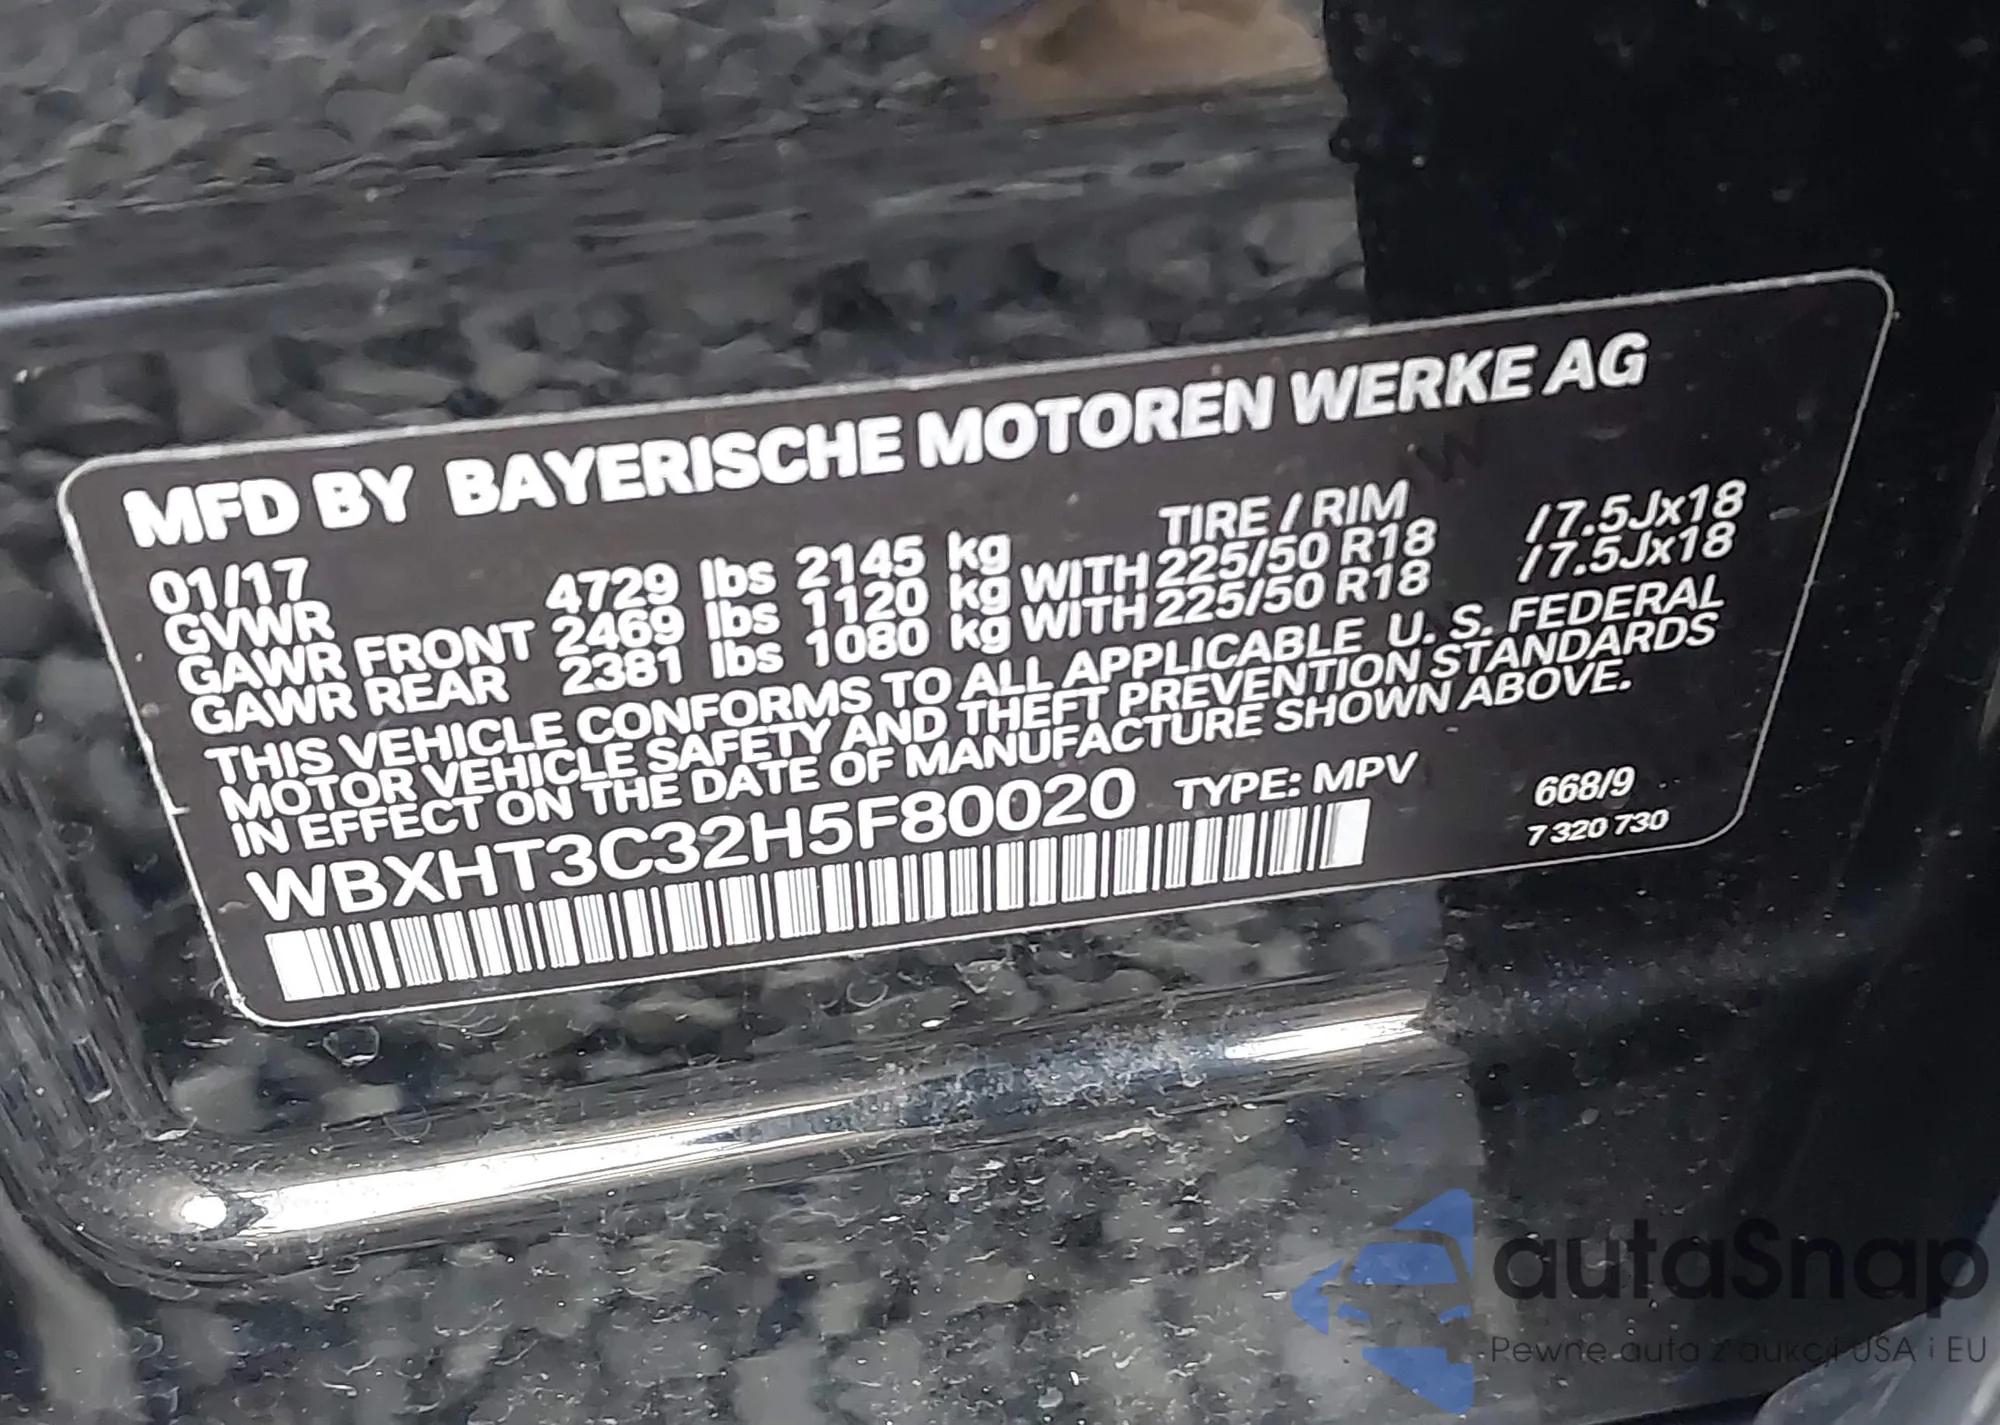 MFD BY BAYERISCHE MOTOREN WERKE AG
01/17 TIRE / RIM
GVWR 4729 lbs 2145 kg
GAWR FRONT 2469 lbs 1120 kg WITH 225/50 R18 /7.5Jx18
GAWR REAR 2381 lbs 1080 kg WITH 225/50 R18 /7.5Jx18
THIS VEHICLE CONFORMS TO ALL APPLICABLE U. S. FEDERAL
MOTOR VEHICLE SAFETY AND THEFT PREVENTION STANDARDS
IN EFFECT ON THE DATE OF MANUFACTURE SHOWN ABOVE.
WBXHT3C32H5F80020 TYPE: MPV 668/9
7 320 730
autaSnap
Pewne auta z aukcji USA i EU